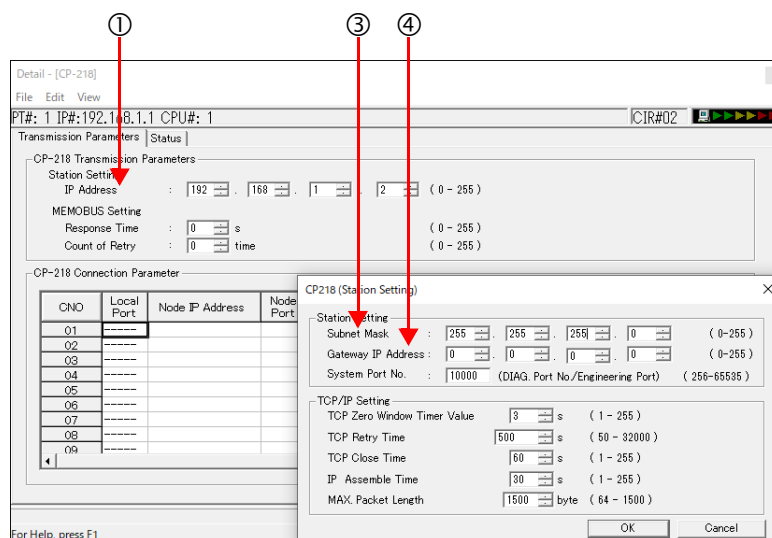 ① ③ ④
Detail - [CP-218]
File Edit View
PT#: 1 IP#:192.168.1.1 CPU#: 1 CIR#02
Transmission Parameters Status
CP-218 Transmission Parameters
Station Setting
IP Address : 192 . 168 . 1 . 2 ( 0 - 255 )
MEMOBUS Setting
Response Time : 0 s ( 0 - 255 )
Count of Retry : 0 time ( 0 - 255 )
CP-218 Connection Parameter
CNO Local Port Node IP Address Node Port
01 -----
02 -----
03 -----
04 -----
05 -----
06 -----
07 -----
08 -----
09 -----
For Help, press F1
CP218 (Station Setting)
Station Setting
Subnet Mask : 255 . 255 . 255 . 0 ( 0-255 )
Gateway IP Address : 0 . 0 . 0 . 0 ( 0-255 )
System Port No. : 10000 (DIAG. Port No./Engineering Port) ( 256-65535 )
TCP/IP Setting
TCP Zero Window Timer Value 3 s ( 1 - 255 )
TCP Retry Time 500 s ( 50 - 32000 )
TCP Close Time 60 s ( 1 - 255 )
IP Assemble Time 30 s ( 1 - 255 )
MAX. Packet Length 1500 byte ( 64 - 1500 )
OK Cancel